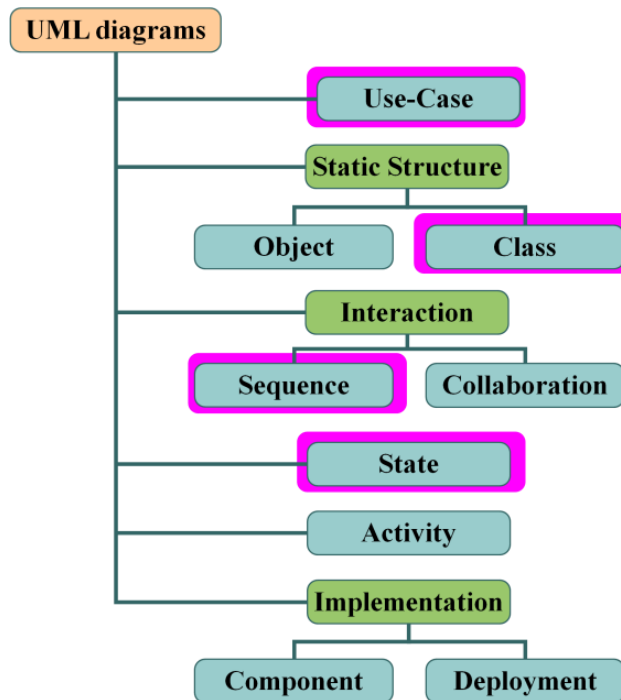 UML diagrams
Use-Case
Static Structure
Object
Class
Interaction
Sequence
Collaboration
State
Activity
Implementation
Component
Deployment